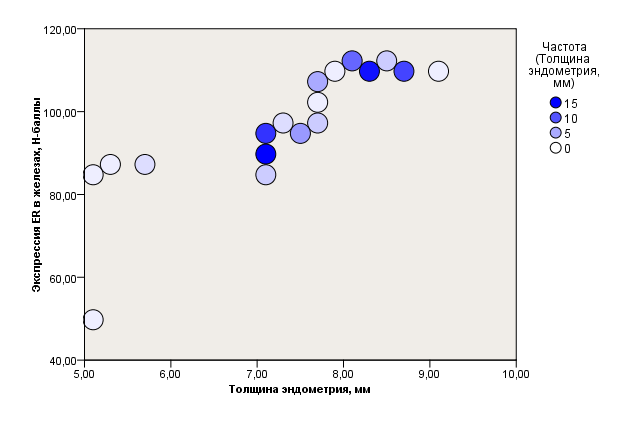 120,00
100,00
80,00
60,00
40,00
Экспрессия ER в железах, Н-баллы
5,00 6,00 7,00 8,00 9,00 10,00
Толщина эндометрия, мм
Частота
(Толщина
эндометрия,
мм)
15
10
5
0